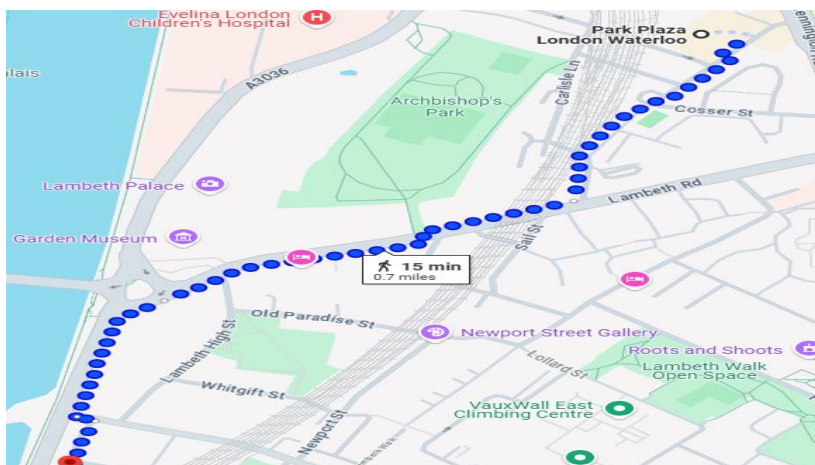 Evelina London
Children's Hospital
H
Park Plaza
London Waterloo
alais
A3036
Carlisle Ln
Archbishop's
Park
Cosser St
Lambeth Palace
Lambeth Rd
Garden Museum
Sail St
15 min
0.7 miles
Old Paradise St
Newport Street Gallery
Lambeth High St
Lollard St
Roots and Shoots
Lambeth Walk
Open Space
Whitgift St
VauxWall East
Climbing Centre
Newport St
Lambeth Walk